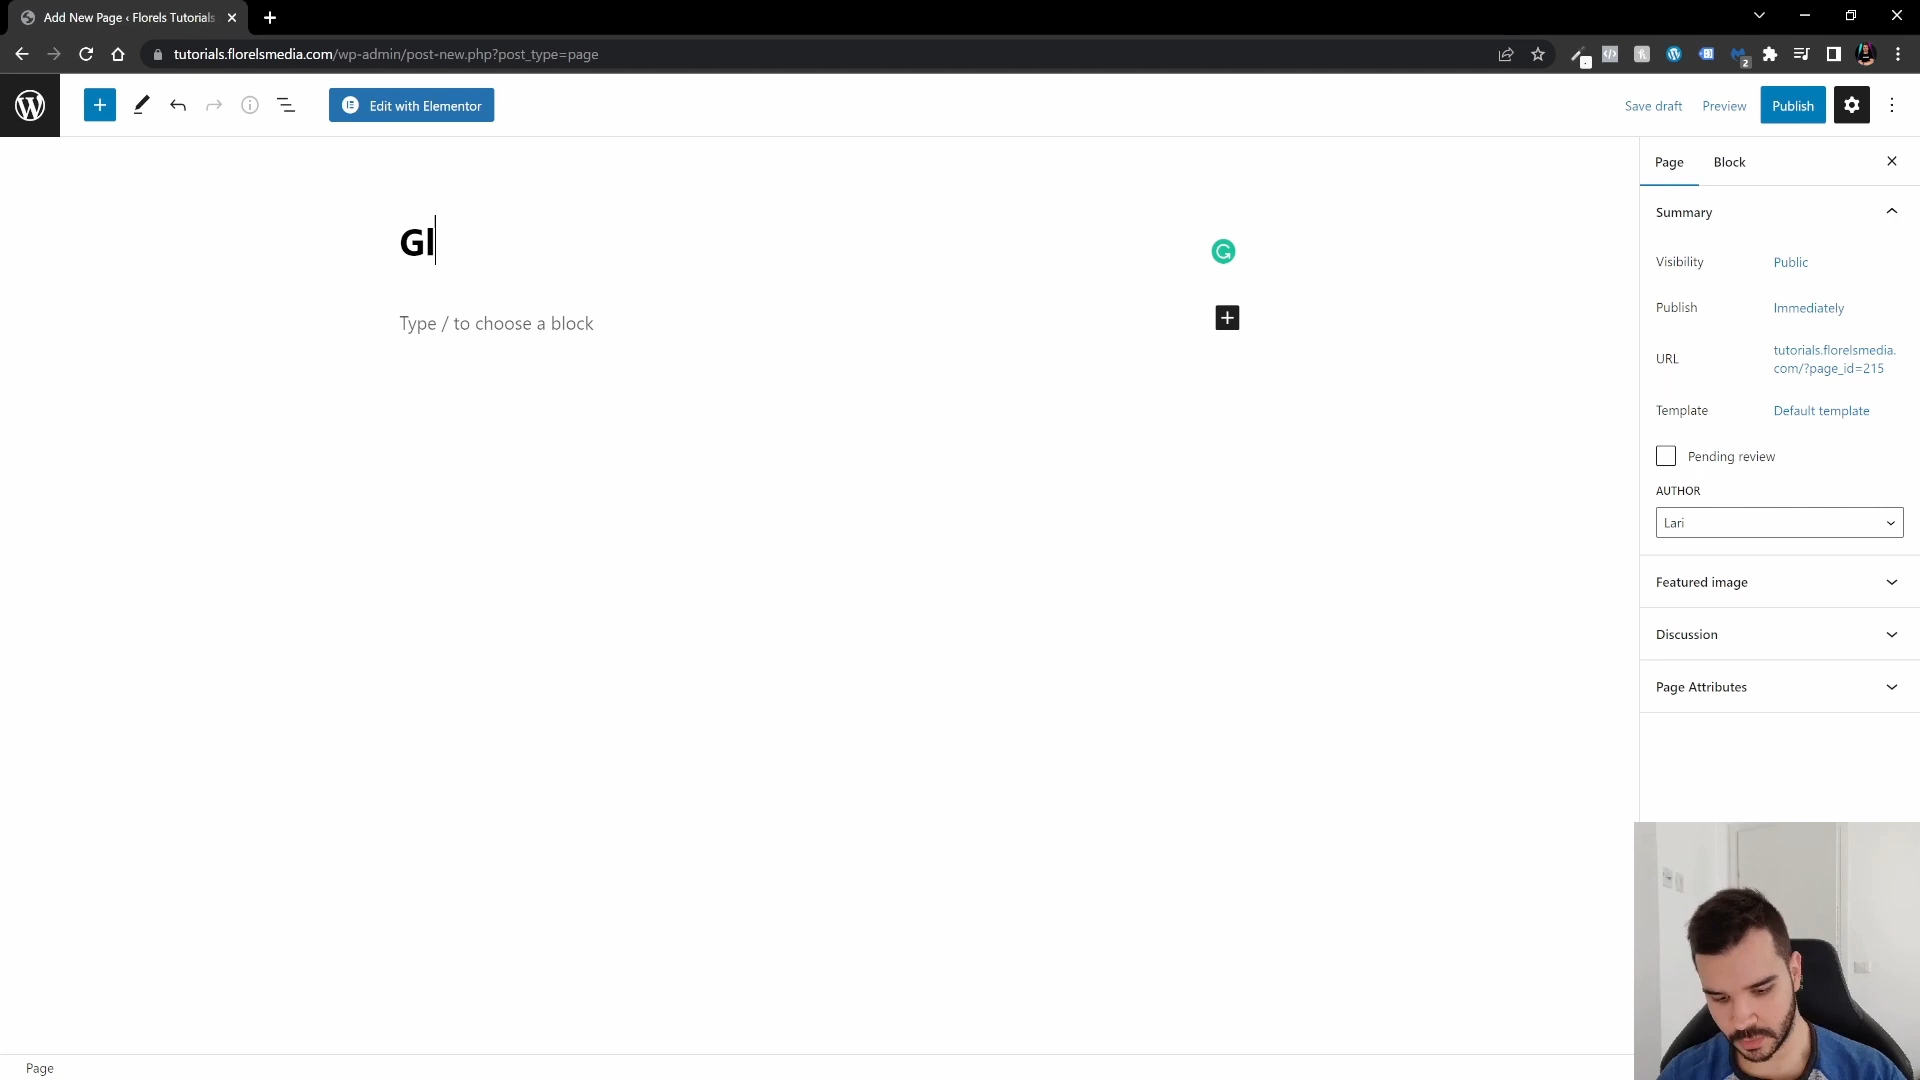 Add New Page ‹ Florels Tutorials
tutorials.florelsmedia.com/wp-admin/post-new.php?post_type=page
2
Edit with Elementor
Save draft
Preview
Publish
Gl
Type / to choose a block
Page
Block
Summary
Visibility
Public
Publish
Immediately
URL
tutorials.florelsmedia.
com/?page_id=215
Template
Default template
Pending review
AUTHOR
Lari
Featured image
Discussion
Page Attributes
Page